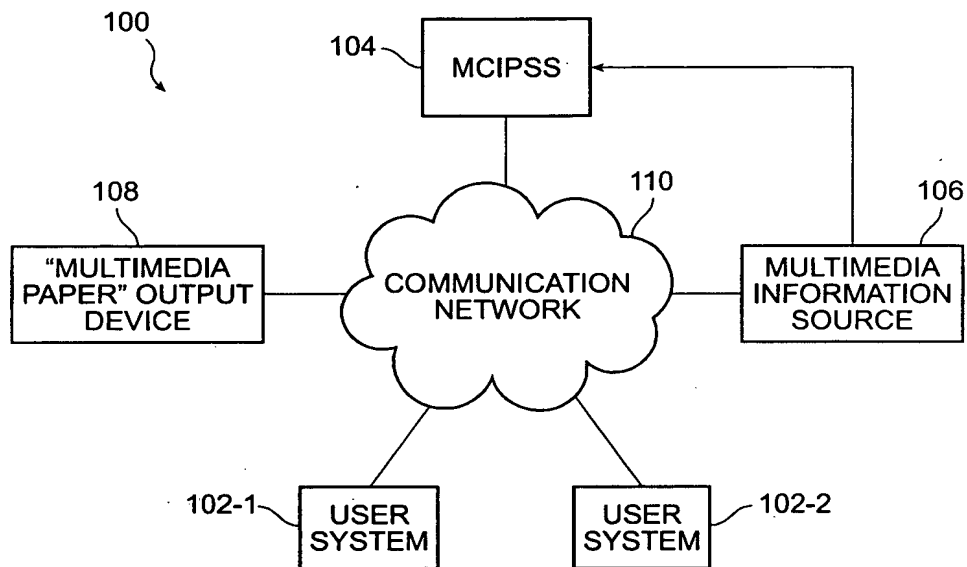 100
104
MCIPSS
108
110
106
“MULTIMEDIA
PAPER” OUTPUT
DEVICE
COMMUNICATION
NETWORK
MULTIMEDIA
INFORMATION
SOURCE
102-1
USER
SYSTEM
USER
SYSTEM
102-2